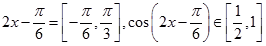 2x − π/6 = [−π/6, π/3], cos(2x − π/6) ∈ [1/2, 1]